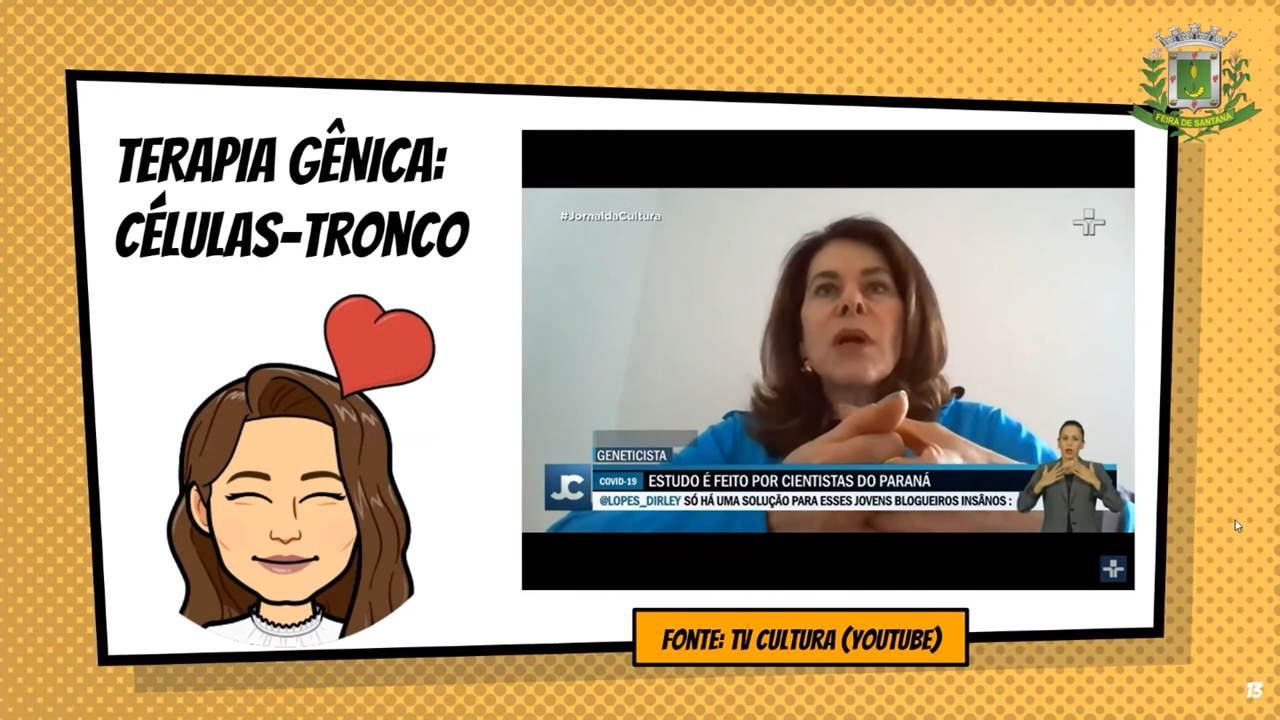 FEIRA DE SANTANA
TERAPIA GÊNICA:
CÉLULAS-TRONCO
#JornaldaCultura
GENETICISTA
JC
COVID-19 ESTUDO É FEITO POR CIENTISTAS DO PARANÁ
@LOPES_DIRLEY SÓ HÁ UMA SOLUÇÃO PARA ESSES JOVENS BLOGUEIROS INSÂNOS :
FONTE: TV CULTURA (YOUTUBE)
13